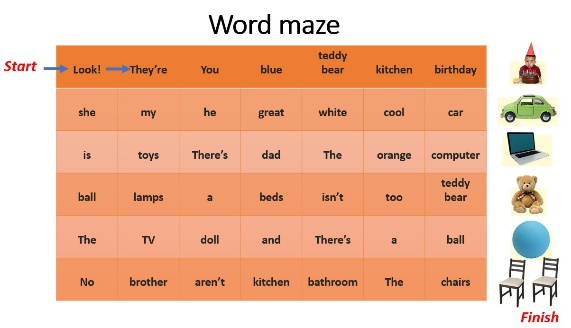 Word maze
Start
Look! They're You blue teddy bear kitchen birthday
she my he great white cool car
is toys There's dad The orange computer
ball lamps a beds isn't too teddy bear
The TV doll and There's a ball
No brother aren't kitchen bathroom The chairs
Finish